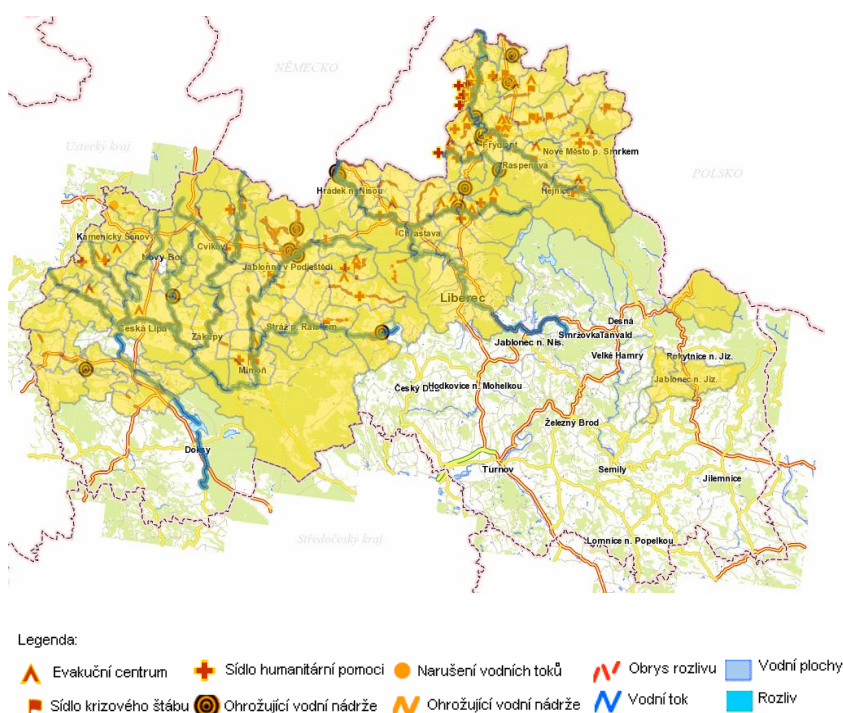 NĚMECKO
Ústecký kraj
POLSKO
Frýdlant
Nové Město p. Smrkem
Raspenava
Hejnice
Hrádek n. Nisou
Chrastava
Kamenický Šenov
Cvikov
Nový Bor
Jablonné v Podještědí
Liberec
Česká Lípa
Zákupy
Stráž p. Ralskem
Mimoň
Desná
Smržovka
Tanvald
Jablonec n. Nis.
Velké Hamry
Rokytnice n. Jiz.
Jablonec n. Jiz.
Český Dub
Hodkovice n. Mohelkou
Železný Brod
Doksy
Turnov
Semily
Jilemnice
Středočeský kraj
Lomnice n. Popelkou
Legenda:
Evakuační centrum
Sídlo humanitární pomoci
Narušení vodních toků
Obrys rozlivu
Vodní plochy
Sídlo krizového štábu
Ohrožující vodní nádrže
Ohrožující vodní nádrže
Vodní tok
Rozliv